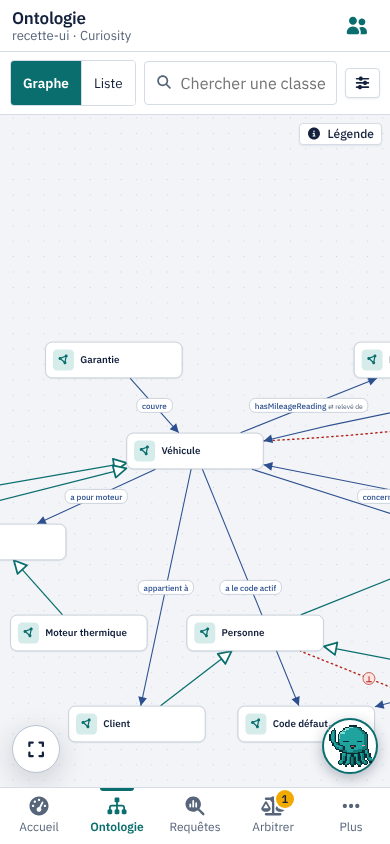 Ontologie
recette-ui · Curiosity
Graphe
Liste
Chercher une classe
Légende
Garantie
couvre
hasMileageReading ⇄ relevé de
Véhicule
a pour moteur
concern
appartient à
a le code actif
Moteur thermique
Personne
⊥
Client
Code défaut
Accueil
Ontologie
Requêtes
1
Arbitrer
Plus